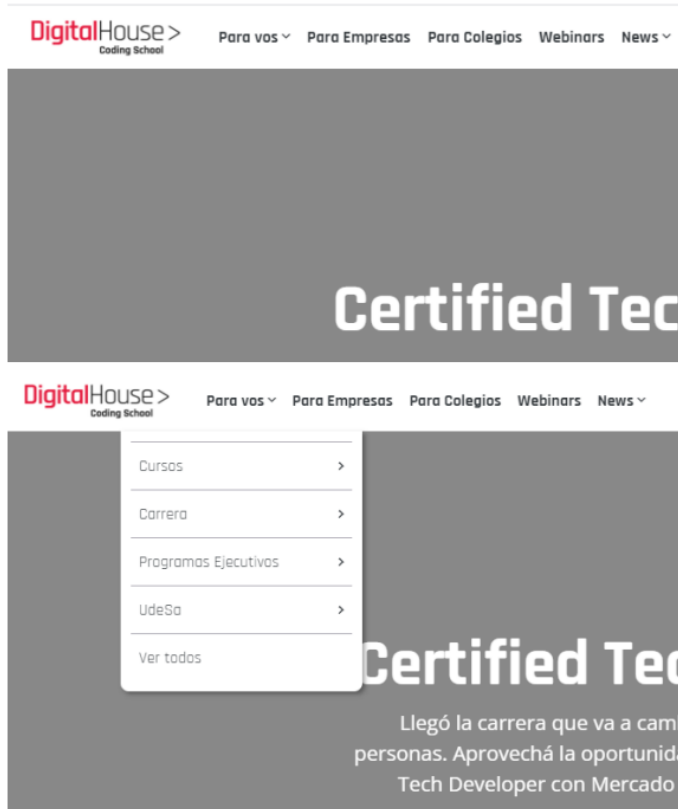 DigitalHouse>
Coding School
Para vos Para Empresas Para Colegios Webinars News
Certified Tec
DigitalHouse>
Coding School
Para vos Para Empresas Para Colegios Webinars News
Cursos
Carrera
Programas Ejecutivos
UdeSa
Ver todos
Certified Tec
Llegó la carrera que va a cam
personas. Aprovechá la oportunida
Tech Developer con Mercado